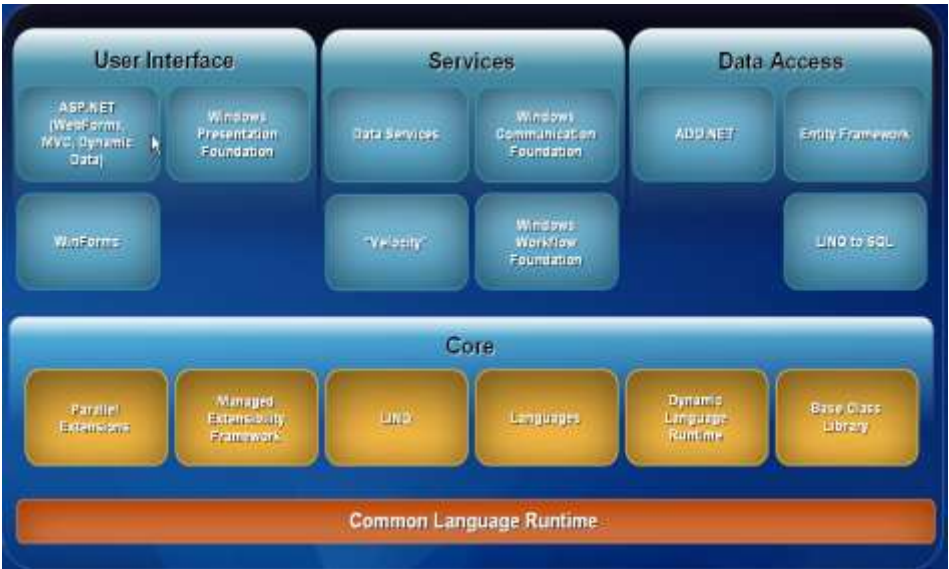 User Interface
ASP.NET
(WebForms,
MVC, Dynamic
Data)
Windows
Presentation
Foundation
WinForms
Services
Data Services
Windows
Communication
Foundation
"Velocity"
Windows
Workflow
Foundation
Data Access
ADO.NET
Entity Framework
LINQ to SQL
Core
Parallel
Extensions
Managed
Extensibility
Framework
LINQ
Languages
Dynamic
Language
Runtime
Base Class
Library
Common Language Runtime